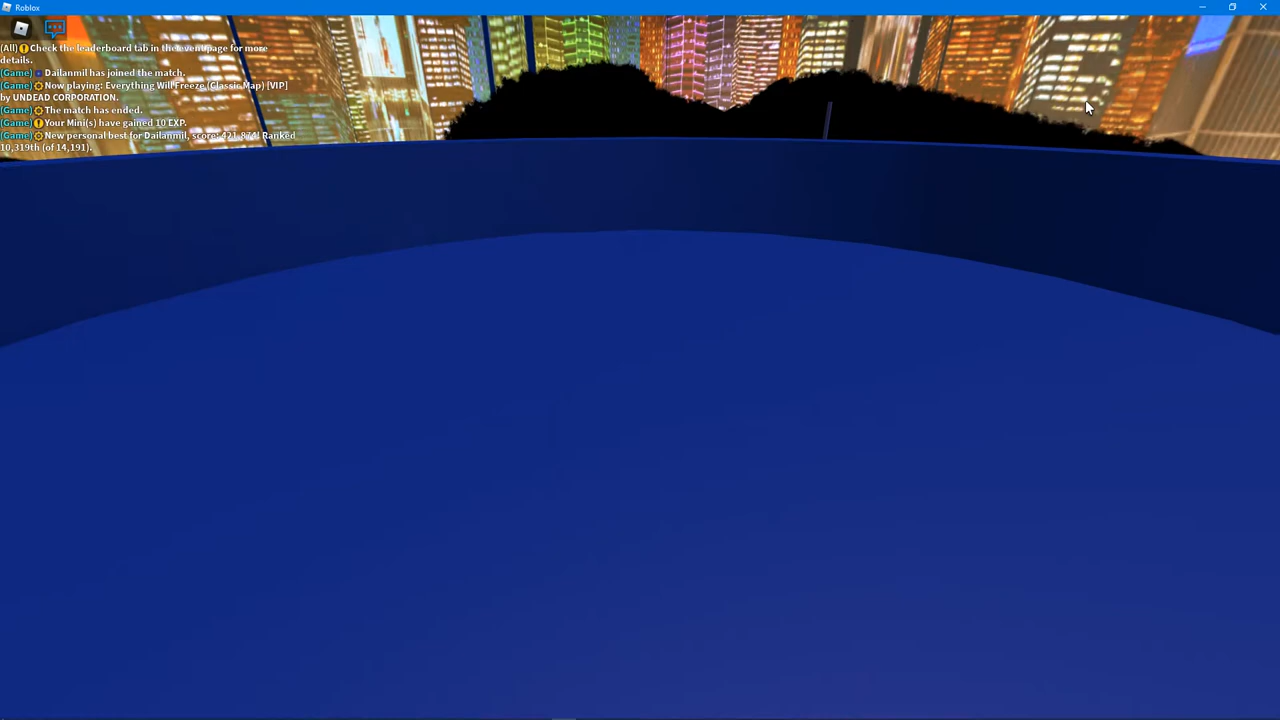 Roblox
(All) Check the leaderboard tab in the event page for more
details.
(Game) Dailanmil has joined the match.
(Game) Now playing: Everything Will Freeze (Classic Map) [VIP]
by UNDEAD CORPORATION.
(Game) The match has ended.
(Game) Your Mini(s) have gained 10 EXP.
(Game) New personal best for Dailanmil, score: 421,874! Ranked
10,319th (of 14,191).